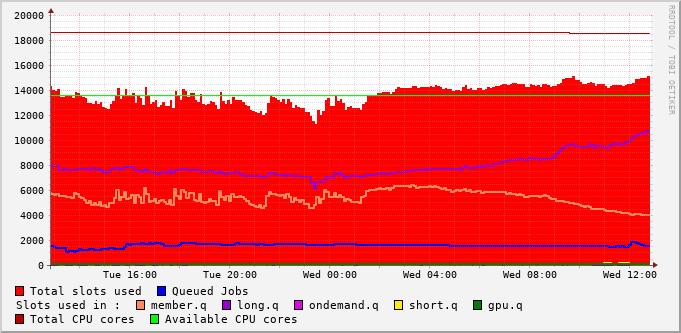 RRDTOOL / TOBI OETIKER
20000
18000
16000
14000
12000
10000
8000
6000
4000
2000
0
Tue 16:00 Tue 20:00 Wed 00:00 Wed 04:00 Wed 08:00 Wed 12:00
Total slots used Queued Jobs
Slots used in : member.q long.q ondemand.q short.q gpu.q
Total CPU cores Available CPU cores